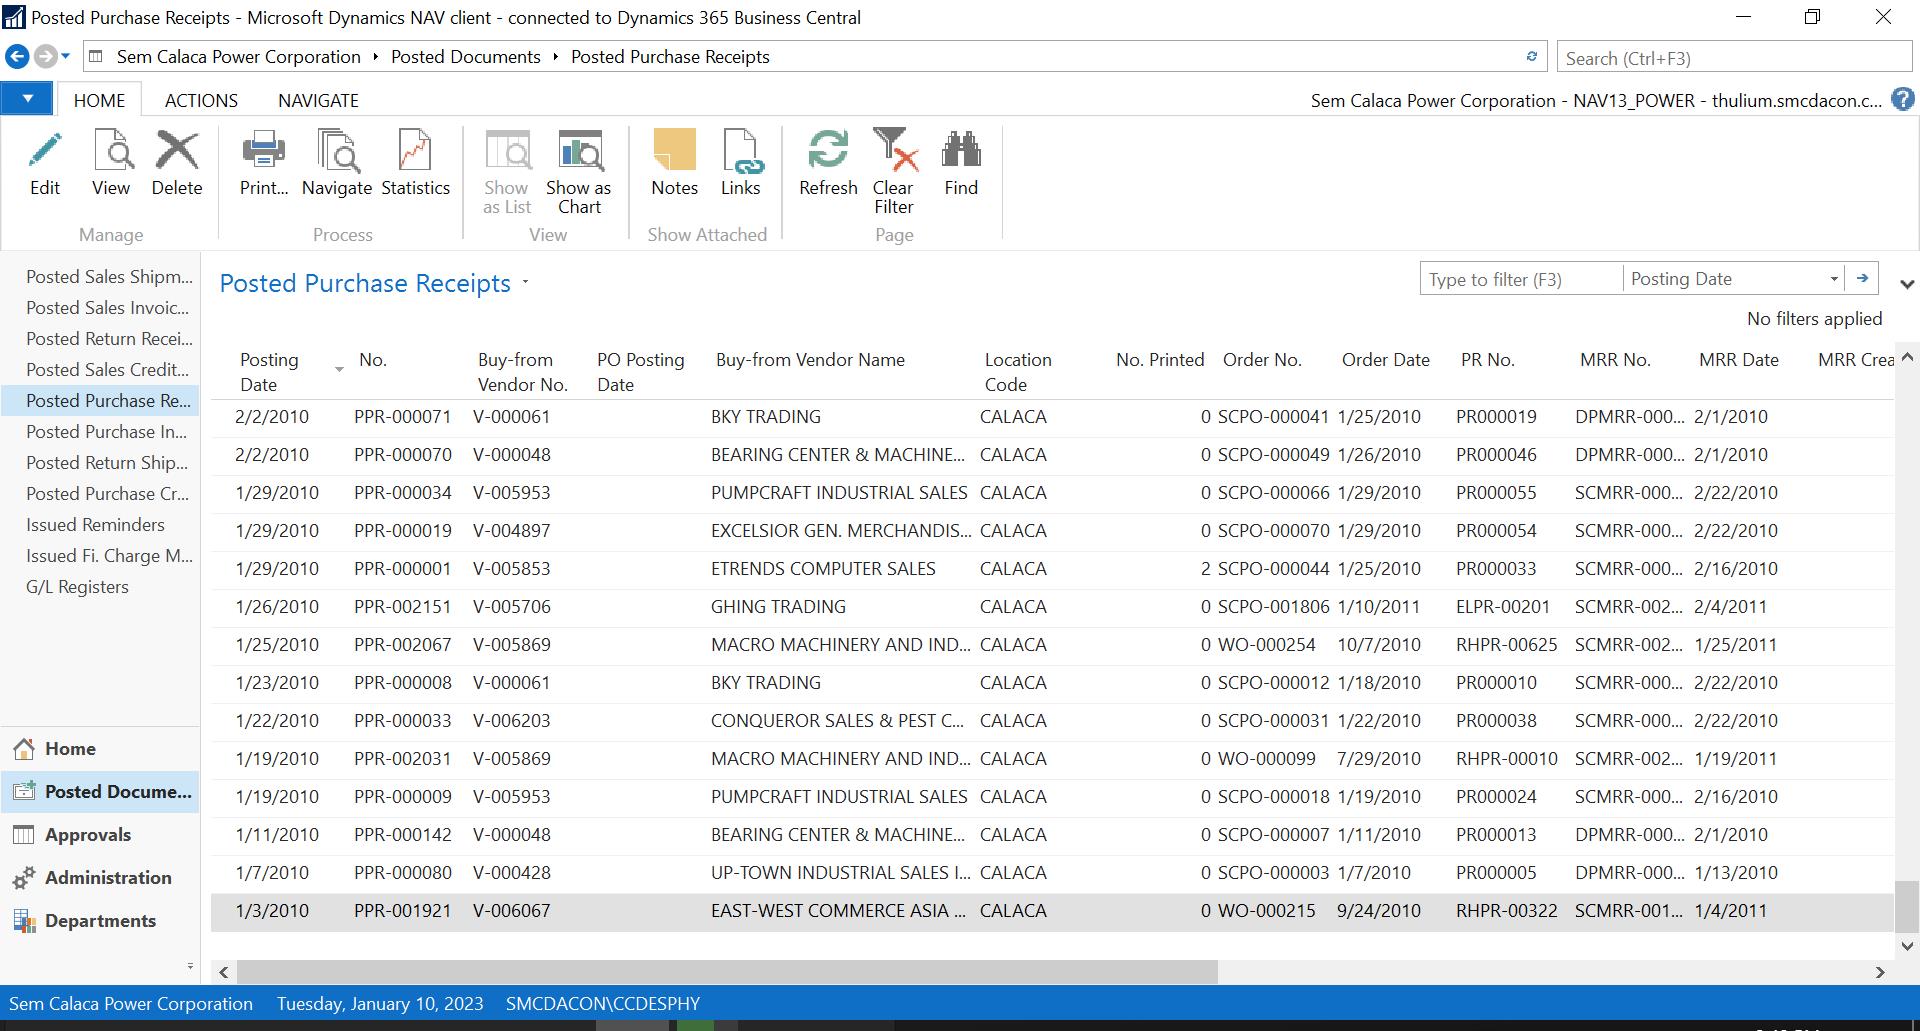 Posted Purchase Receipts - Microsoft Dynamics NAV client - connected to Dynamics 365 Business Central
Sem Calaca Power Corporation Posted Documents Posted Purchase Receipts
Search (Ctrl+F3)
HOME ACTIONS NAVIGATE
Sem Calaca Power Corporation - NAV13_POWER - thulium.smcdacon.c... ?
Edit View Delete Print... Navigate Statistics Show as List Show as Chart Notes Links Refresh Clear Filter Find
Manage Process View Show Attached Page
Posted Sales Shipm...
Posted Sales Invoic...
Posted Return Recei...
Posted Sales Credit...
Posted Purchase Re...
Posted Purchase In...
Posted Return Ship...
Posted Purchase Cr...
Issued Reminders
Issued Fi. Charge M...
G/L Registers
Home
Posted Docume...
Approvals
Administration
Departments
Posted Purchase Receipts
Type to filter (F3) Posting Date
No filters applied
Posting Date No. Buy-from Vendor No. PO Posting Date Buy-from Vendor Name Location Code No. Printed Order No. Order Date PR No. MRR No. MRR Date MRR Crea
2/2/2010 PPR-000071 V-000061 BKY TRADING CALACA 0 SCPO-000041 1/25/2010 PR000019 DPMRR-000... 2/1/2010
2/2/2010 PPR-000070 V-000048 BEARING CENTER & MACHINE... CALACA 0 SCPO-000049 1/26/2010 PR000046 DPMRR-000... 2/1/2010
1/29/2010 PPR-000034 V-005953 PUMPCRAFT INDUSTRIAL SALES CALACA 0 SCPO-000066 1/29/2010 PR000055 SCMRR-000... 2/22/2010
1/29/2010 PPR-000019 V-004897 EXCELSIOR GEN. MERCHANDIS... CALACA 0 SCPO-000070 1/29/2010 PR000054 SCMRR-000... 2/22/2010
1/29/2010 PPR-000001 V-005853 ETRENDS COMPUTER SALES CALACA 2 SCPO-000044 1/25/2010 PR000033 SCMRR-000... 2/16/2010
1/26/2010 PPR-002151 V-005706 GHING TRADING CALACA 0 SCPO-001806 1/10/2011 ELPR-00201 SCMRR-002... 2/4/2011
1/25/2010 PPR-002067 V-005869 MACRO MACHINERY AND IND... CALACA 0 WO-000254 10/7/2010 RHPR-00625 SCMRR-002... 1/25/2011
1/23/2010 PPR-000008 V-000061 BKY TRADING CALACA 0 SCPO-000012 1/18/2010 PR000010 SCMRR-000... 2/22/2010
1/22/2010 PPR-000033 V-006203 CONQUEROR SALES & PEST C... CALACA 0 SCPO-000031 1/22/2010 PR000038 SCMRR-000... 2/22/2010
1/19/2010 PPR-002031 V-005869 MACRO MACHINERY AND IND... CALACA 0 WO-000099 7/29/2010 RHPR-00010 SCMRR-002... 1/19/2011
1/19/2010 PPR-000009 V-005953 PUMPCRAFT INDUSTRIAL SALES CALACA 0 SCPO-000018 1/19/2010 PR000024 SCMRR-000... 2/16/2010
1/11/2010 PPR-000142 V-000048 BEARING CENTER & MACHINE... CALACA 0 SCPO-000007 1/11/2010 PR000013 DPMRR-000... 2/1/2010
1/7/2010 PPR-000080 V-000428 UP-TOWN INDUSTRIAL SALES I... CALACA 0 SCPO-000003 1/7/2010 PR000005 DPMRR-000... 1/13/2010
1/3/2010 PPR-001921 V-006067 EAST-WEST COMMERCE ASIA ... CALACA 0 WO-000215 9/24/2010 RHPR-00322 SCMRR-001... 1/4/2011
Sem Calaca Power Corporation Tuesday, January 10, 2023 SMCDACON\CCDESPHY